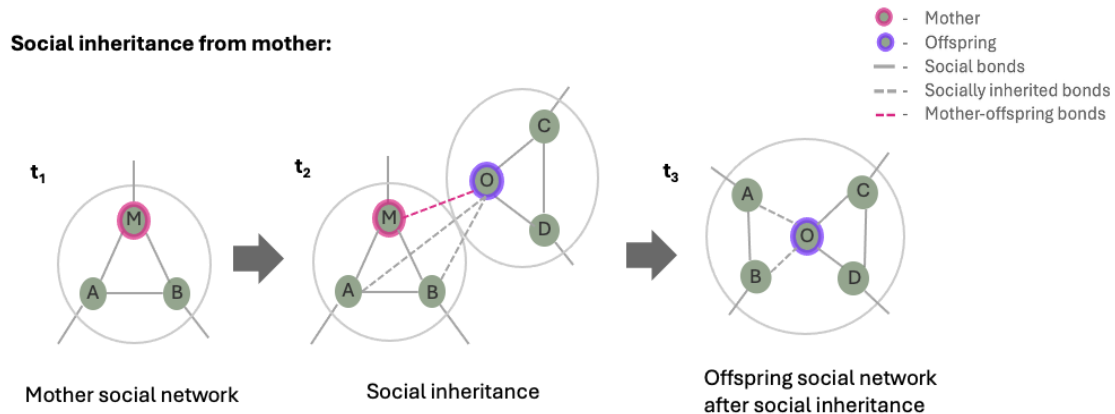 Social inheritance from mother:
- Mother
- Offspring
- Social bonds
- Socially inherited bonds
- Mother-offspring bonds
t1
M
A
B
Mother social network
t2
C
O
M
D
A
B
Social inheritance
t3
A
C
O
B
D
Offspring social network
after social inheritance